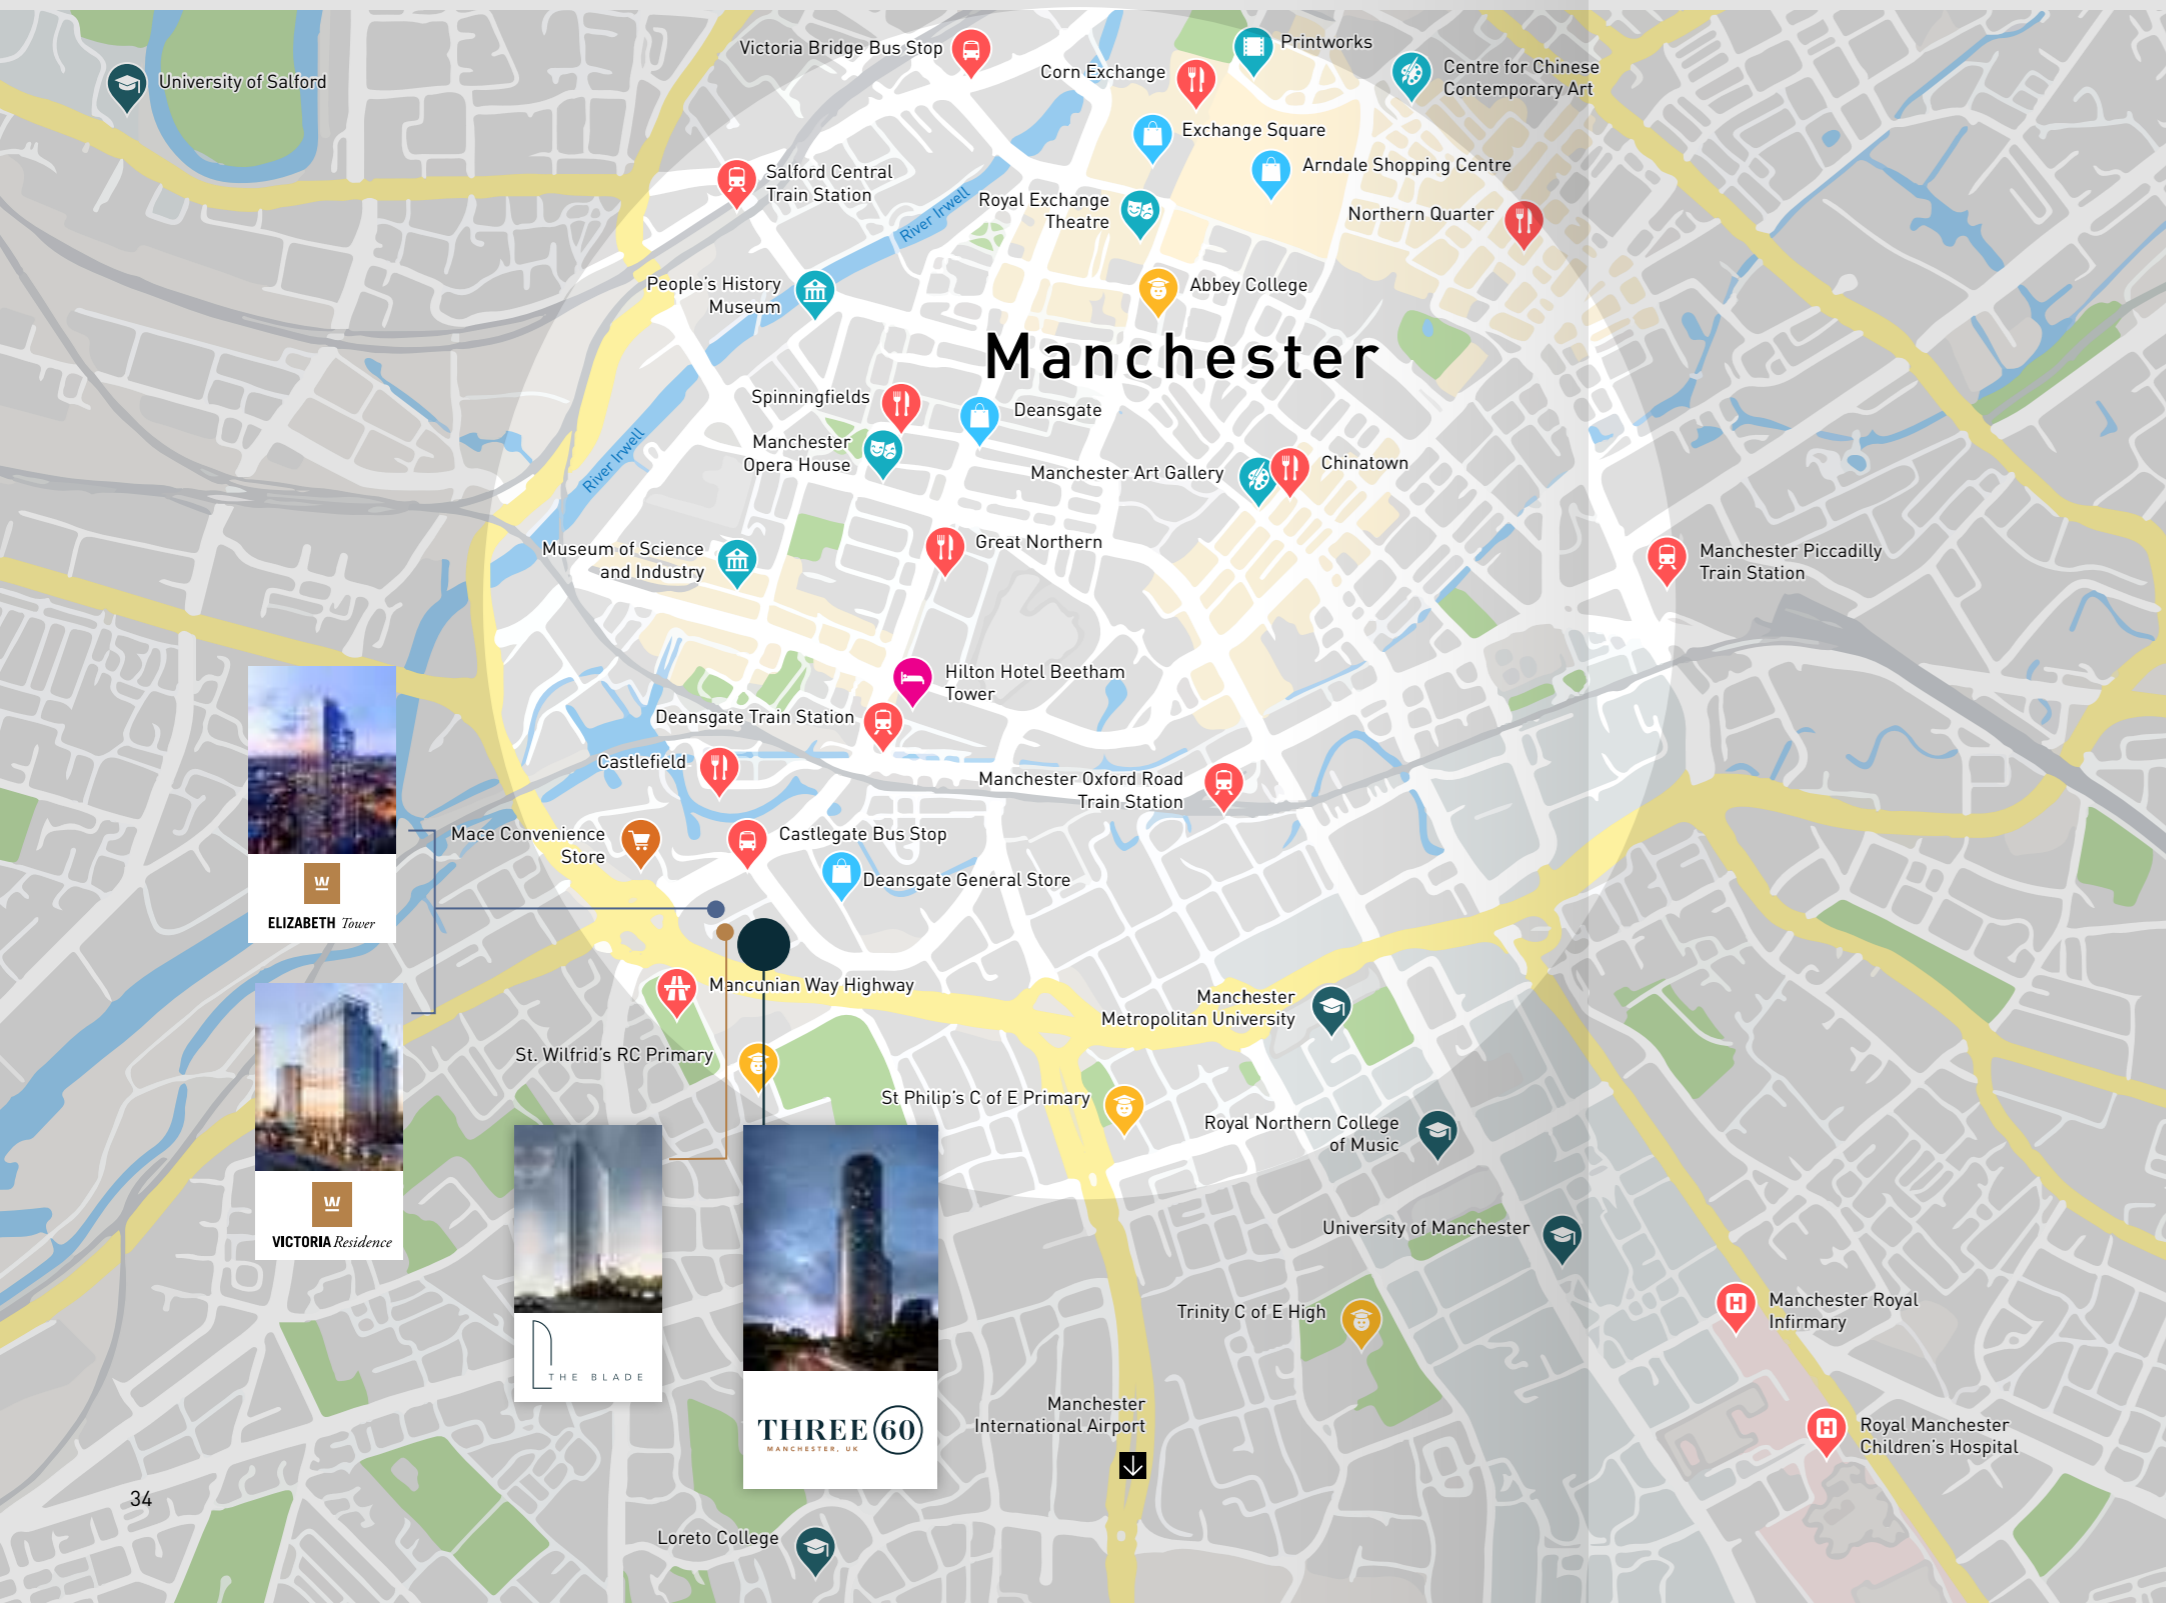 Victoria Bridge Bus Stop
Printworks
Corn Exchange
Centre for Chinese
Contemporary Art
University of Salford
Exchange Square
Arndale Shopping Centre
Salford Central
Train Station
River Irwell
Royal Exchange
Theatre
Northern Quarter
People's History
Museum
Abbey College
Manchester
Spinningfields
Deansgate
Manchester
Opera House
River Irwell
Manchester Art Gallery
Chinatown
Great Northern
Museum of Science
and Industry
Manchester Piccadilly
Train Station
Hilton Hotel Beetham
Tower
Deansgate Train Station
Castlefield
Manchester Oxford Road
Train Station
Mace Convenience
Store
Castlegate Bus Stop
Deansgate General Store
W
ELIZABETH Tower
Mancunian Way Highway
Manchester
Metropolitan University
St. Wilfrid's RC Primary
St Philip's C of E Primary
Royal Northern College
of Music
W
VICTORIA Residence
University of Manchester
Trinity C of E High
H
Manchester Royal
Infirmary
THE BLADE
THREE 60
MANCHESTER, UK
Manchester
International Airport
H
Royal Manchester
Children's Hospital
34
Loreto College